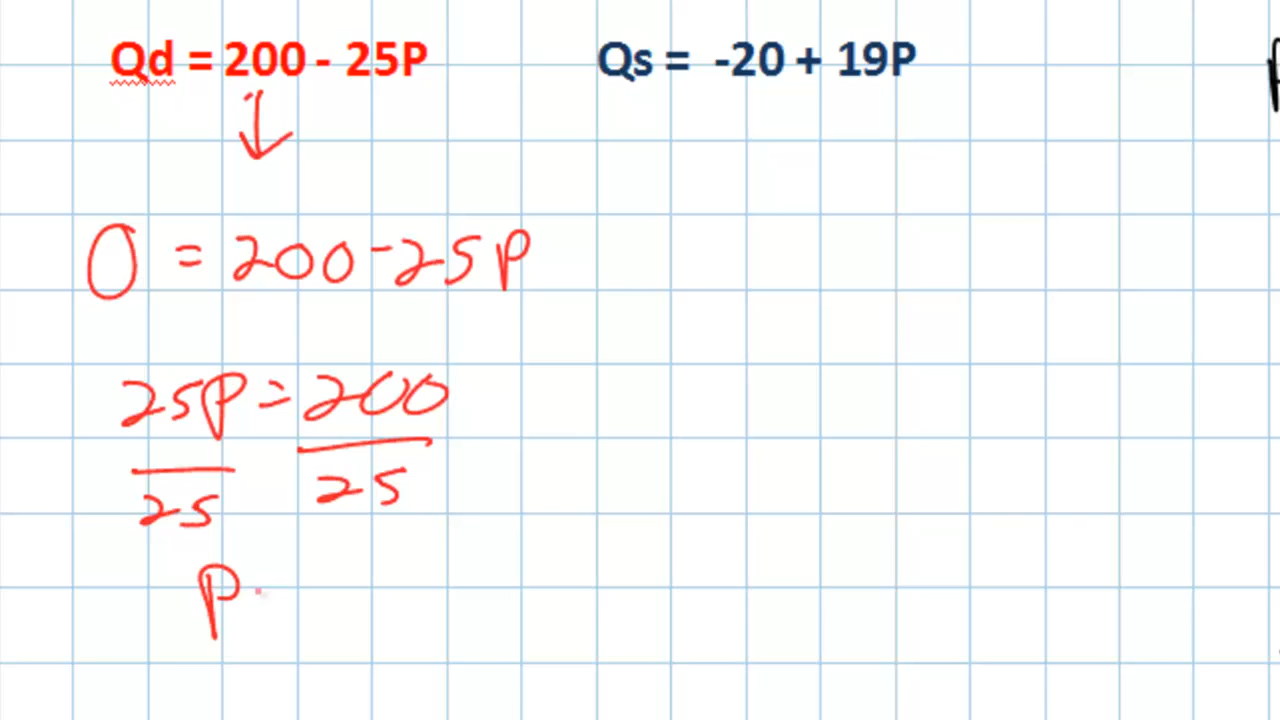 Qd = 200 - 25P
Qs = -20 + 19P
0 = 200 - 25P
25P = 200
25 25
P